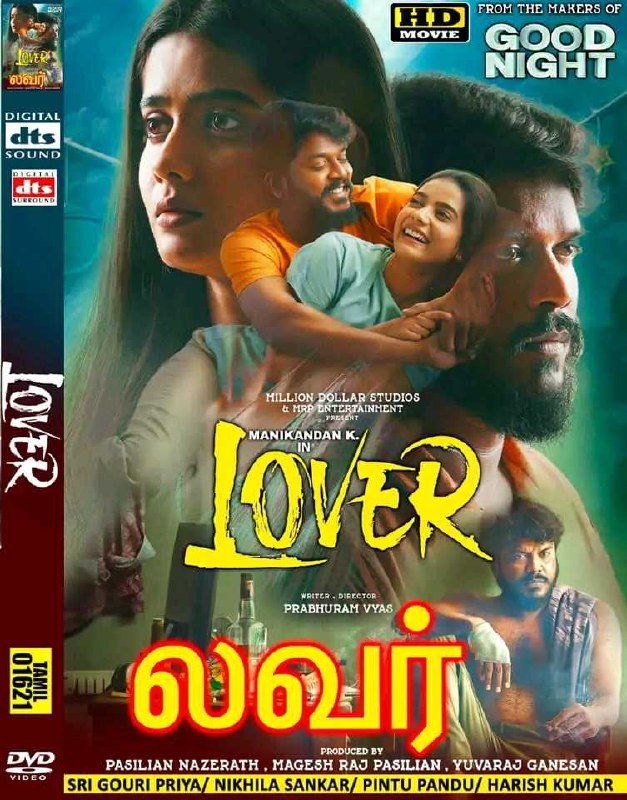 LOVER
லவர்
DIGITAL
dts
SOUND
DIGITAL
dts
SURROUND
LOVER
TAMIL
01621
DVD
VIDEO
HD
MOVIE
FROM THE MAKERS OF
GOOD
NIGHT
MILLION DOLLAR STUDIOS
& MRP ENTERTAINMENT
PRESENT
MANIKANDAN K.
IN
LOVER
WRITER . DIRECTOR
PRABHURAM VYAS
லவர்
PRODUCED BY
PASILIAN NAZERATH , MAGESH RAJ PASILIAN , YUVARAJ GANESAN
SRI GOURI PRIYA/ NIKHILA SANKAR/ PINTU PANDU/ HARISH KUMAR